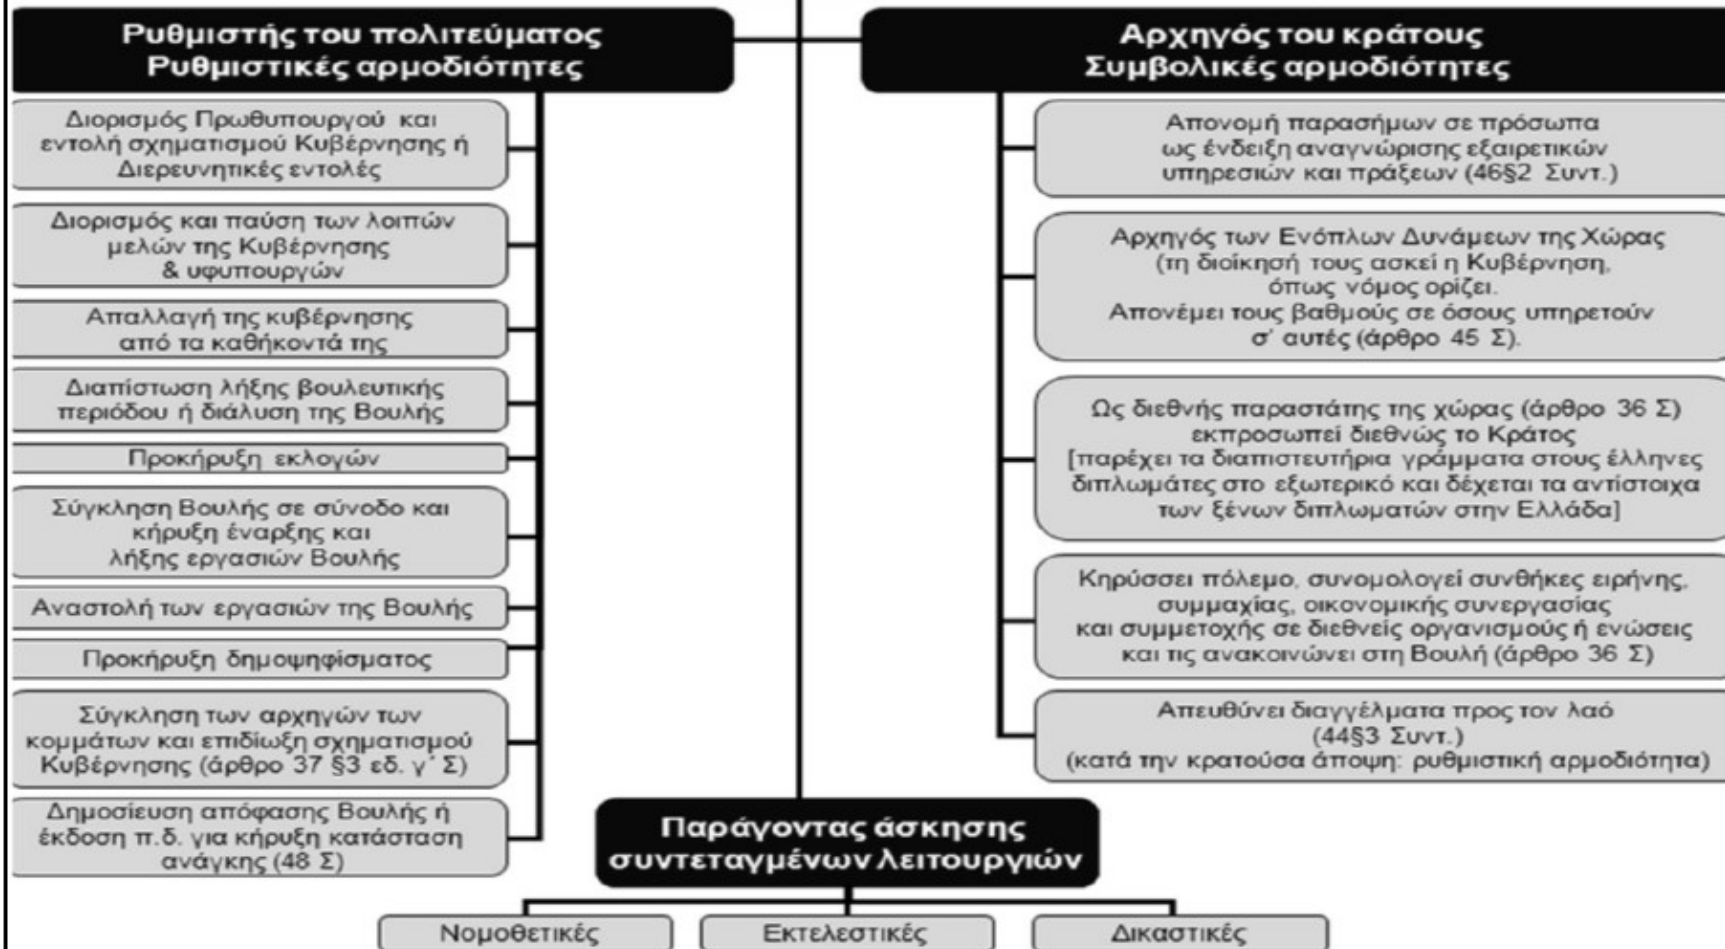 Ρυθμιστής του πολιτεύματος
Ρυθμιστικές αρμοδιότητες
Διορισμός Πρωθυπουργού και
εντολή σχηματισμού Κυβέρνησης ή
Διερευνητικές εντολές
Διορισμός και παύση των λοιπών
μελών της Κυβέρνησης
& υφυπουργών
Απαλλαγή της κυβέρνησης
από τα καθήκοντά της
Διαπίστωση λήξης βουλευτικής
περιόδου ή διάλυση της Βουλής
Προκήρυξη εκλογών
Σύγκληση Βουλής σε σύνοδο και
κήρυξη έναρξης και
λήξης εργασιών Βουλής
Αναστολή των εργασιών της Βουλής
Προκήρυξη δημοψηφίσματος
Σύγκληση των αρχηγών των
κομμάτων και επιδίωξη σχηματισμού
Κυβέρνησης (άρθρο 37 §3 εδ. γ΄ Σ)
Δημοσίευση απόφασης Βουλής ή
έκδοση π.δ. για κήρυξη κατάσταση
ανάγκης (48 Σ)
Αρχηγός του κράτους
Συμβολικές αρμοδιότητες
Απονομή παρασήμων σε πρόσωπα
ως ένδειξη αναγνώρισης εξαιρετικών
υπηρεσιών και πράξεων (46§2 Συντ.)
Αρχηγός των Ενόπλων Δυνάμεων της Χώρας
(τη διοίκησή τους ασκεί η Κυβέρνηση,
όπως νόμος ορίζει.
Απονέμει τους βαθμούς σε όσους υπηρετούν
σ' αυτές (άρθρο 45 Σ).
Ως διεθνής παραστάτης της χώρας (άρθρο 36 Σ)
εκπροσωπεί διεθνώς το Κράτος
[παρέχει τα διαπιστευτήρια γράμματα στους έλληνες
διπλωμάτες στο εξωτερικό και δέχεται τα αντίστοιχα
των ξένων διπλωματών στην Ελλάδα]
Κηρύσσει πόλεμο, συνομολογεί συνθήκες ειρήνης,
συμμαχίας, οικονομικής συνεργασίας
και συμμετοχής σε διεθνείς οργανισμούς ή ενώσεις
και τις ανακοινώνει στη Βουλή (άρθρο 36 Σ)
Απευθύνει διαγγέλματα προς τον λαό
(44§3 Συντ.)
(κατά την κρατούσα άποψη: ρυθμιστική αρμοδιότητα)
Παράγοντας άσκησης
συντεταγμένων λειτουργιών
Νομοθετικές
Εκτελεστικές
Δικαστικές